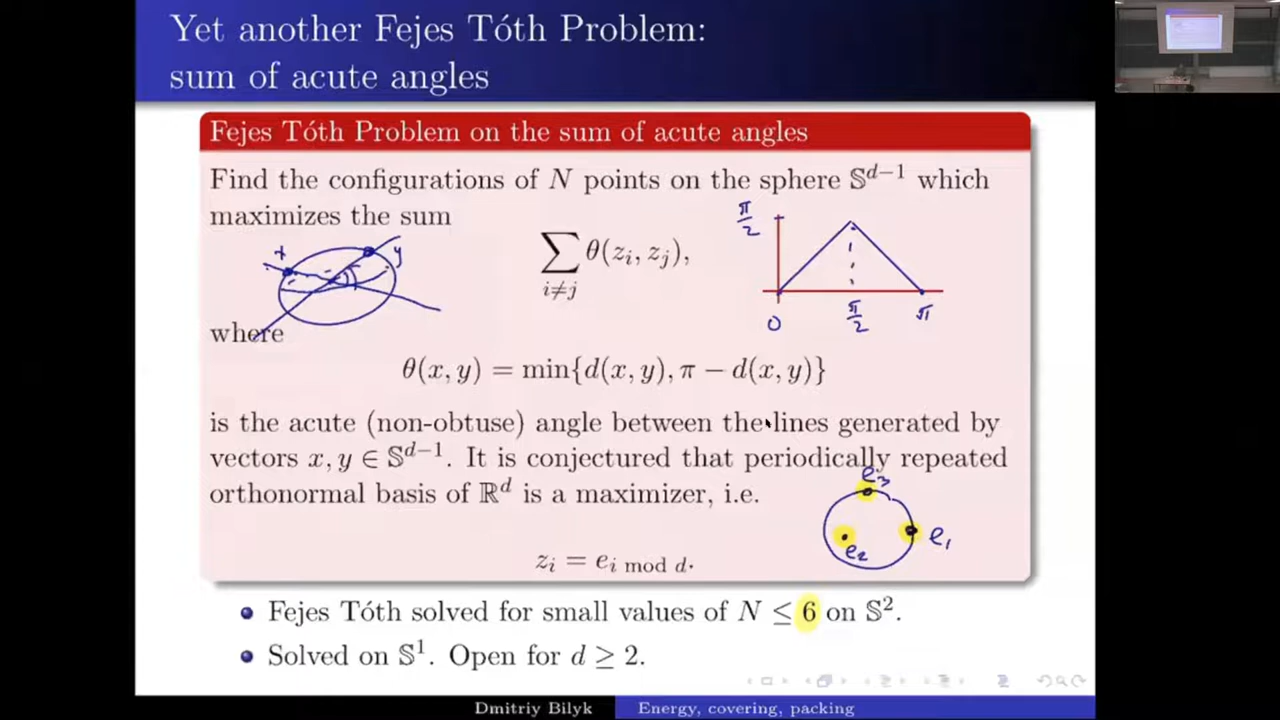 Yet another Fejes Tóth Problem:
sum of acute angles
Fejes Tóth Problem on the sum of acute angles
Find the configurations of N points on the sphere 𝕊^{d−1} which
maximizes the sum
∑_{i≠j} θ(z_i, z_j),
x y
π/2
0 π/2 π
where
θ(x, y) = min{d(x, y), π − d(x, y)}
is the acute (non-obtuse) angle between the lines generated by
vectors x, y ∈ 𝕊^{d−1}. It is conjectured that periodically repeated
orthonormal basis of ℝ^d is a maximizer, i.e.
e_3
e_1
e_2
z_i = e_{i mod d}.
Fejes Tóth solved for small values of N ≤ 6 on 𝕊^2.
Solved on 𝕊^1. Open for d ≥ 2.
Dmitriy Bilyk Energy, covering, packing